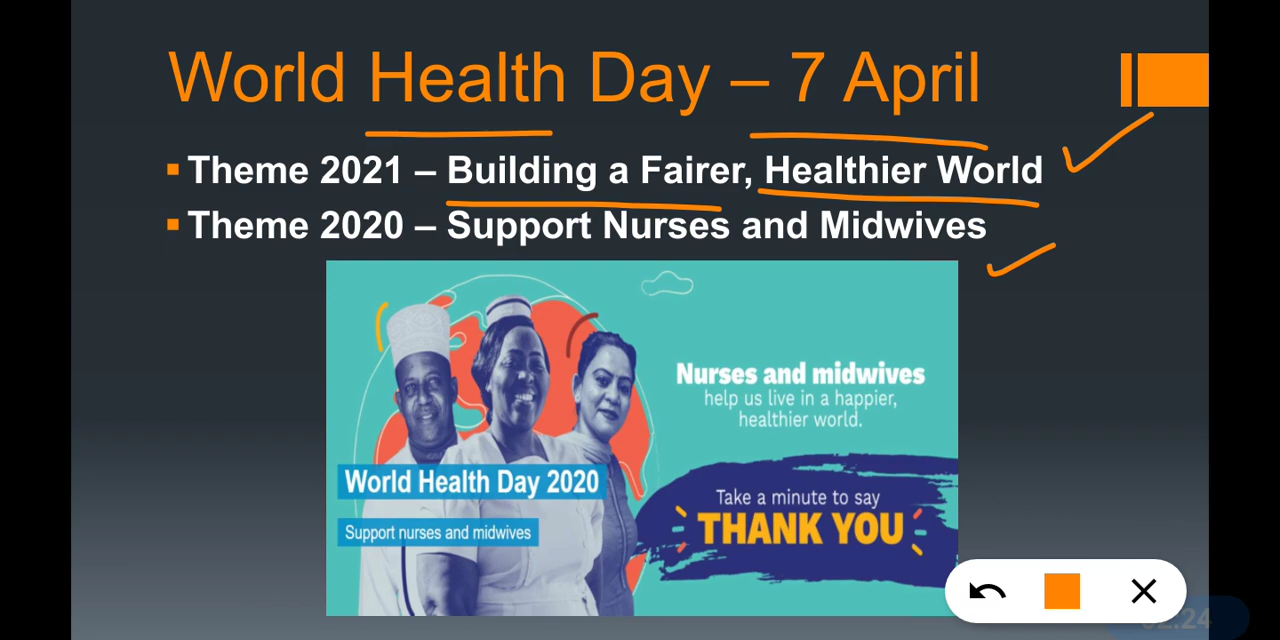 World Health Day – 7 April
Theme 2021 – Building a Fairer, Healthier World
Theme 2020 – Support Nurses and Midwives
World Health Day 2020
Support nurses and midwives
Nurses and midwives
help us live in a happier,
healthier world.
Take a minute to say
THANK YOU